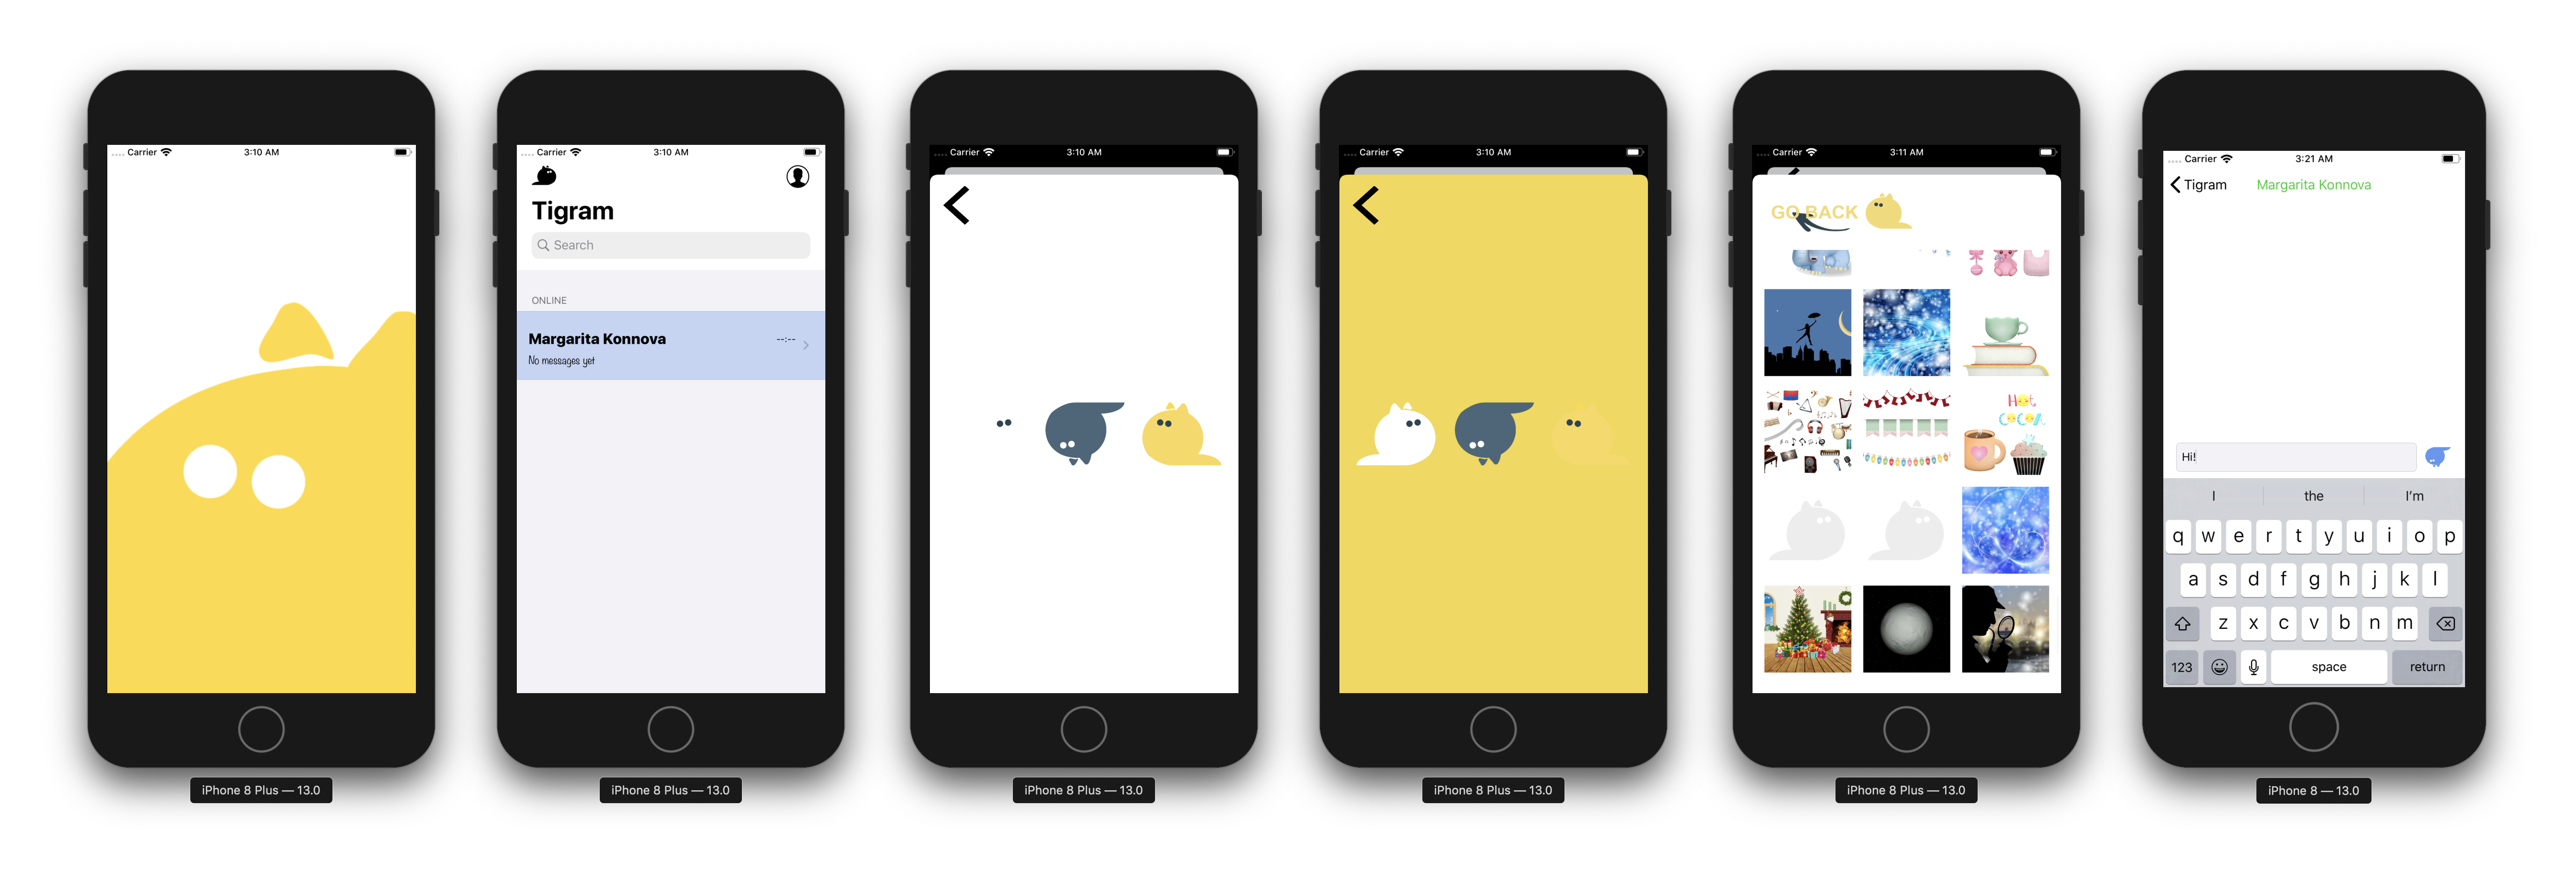 Carrier 3:10 AM
iPhone 8 Plus — 13.0
Carrier 3:10 AM
Tigram
Search
ONLINE
Margarita Konnova --:--
No messages yet
iPhone 8 Plus — 13.0
Carrier 3:10 AM
iPhone 8 Plus — 13.0
Carrier 3:10 AM
iPhone 8 Plus — 13.0
Carrier 3:11 AM
GO BACK
HOT
COCOA
iPhone 8 Plus — 13.0
Carrier 3:21 AM
Tigram Margarita Konnova
Hi!
I the I'm
q w e r t y u i o p
a s d f g h j k l
z x c v b n m
123 space return
iPhone 8 — 13.0